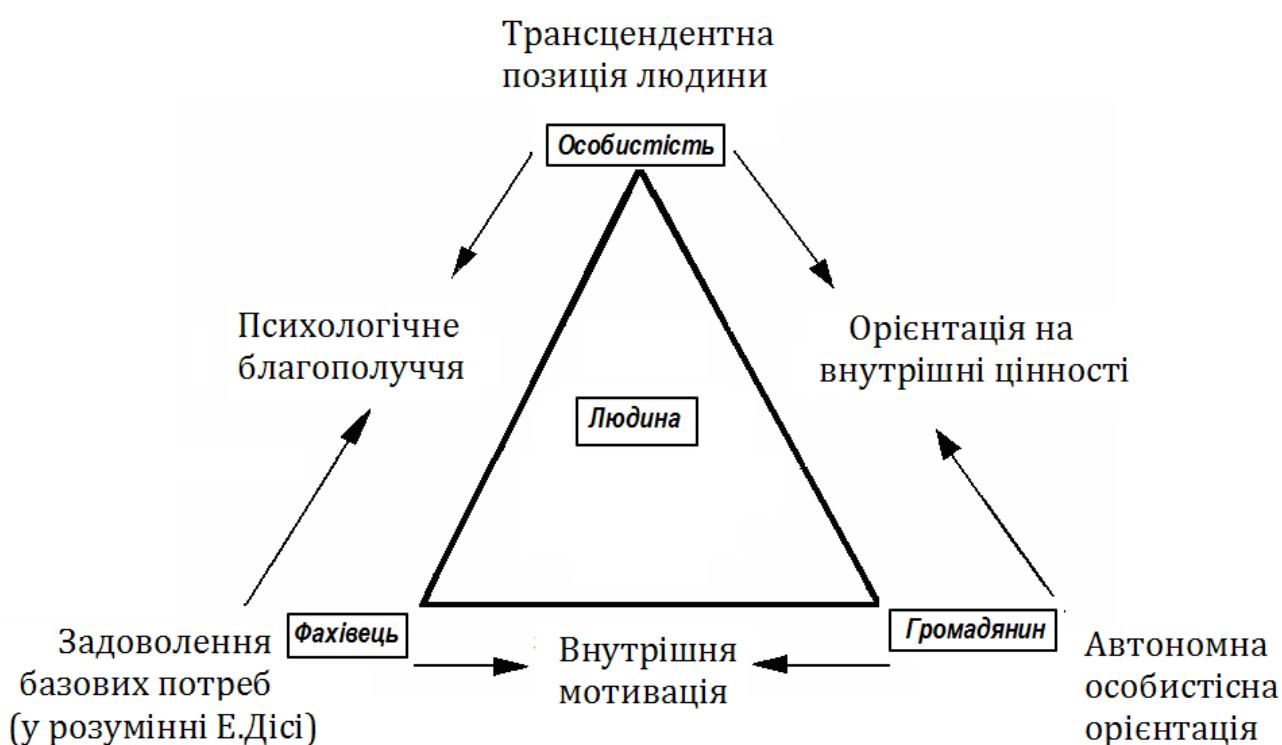 Трансцендентна
позиція людини
Особистість
Психологічне
благополуччя
Орієнтація на
внутрішні цінності
Людина
Задоволення
базових потреб
(у розумінні Е.Дісі)
Фахівець
Внутрішня
мотивація
Громадянин
Автономна
особистісна
орієнтація